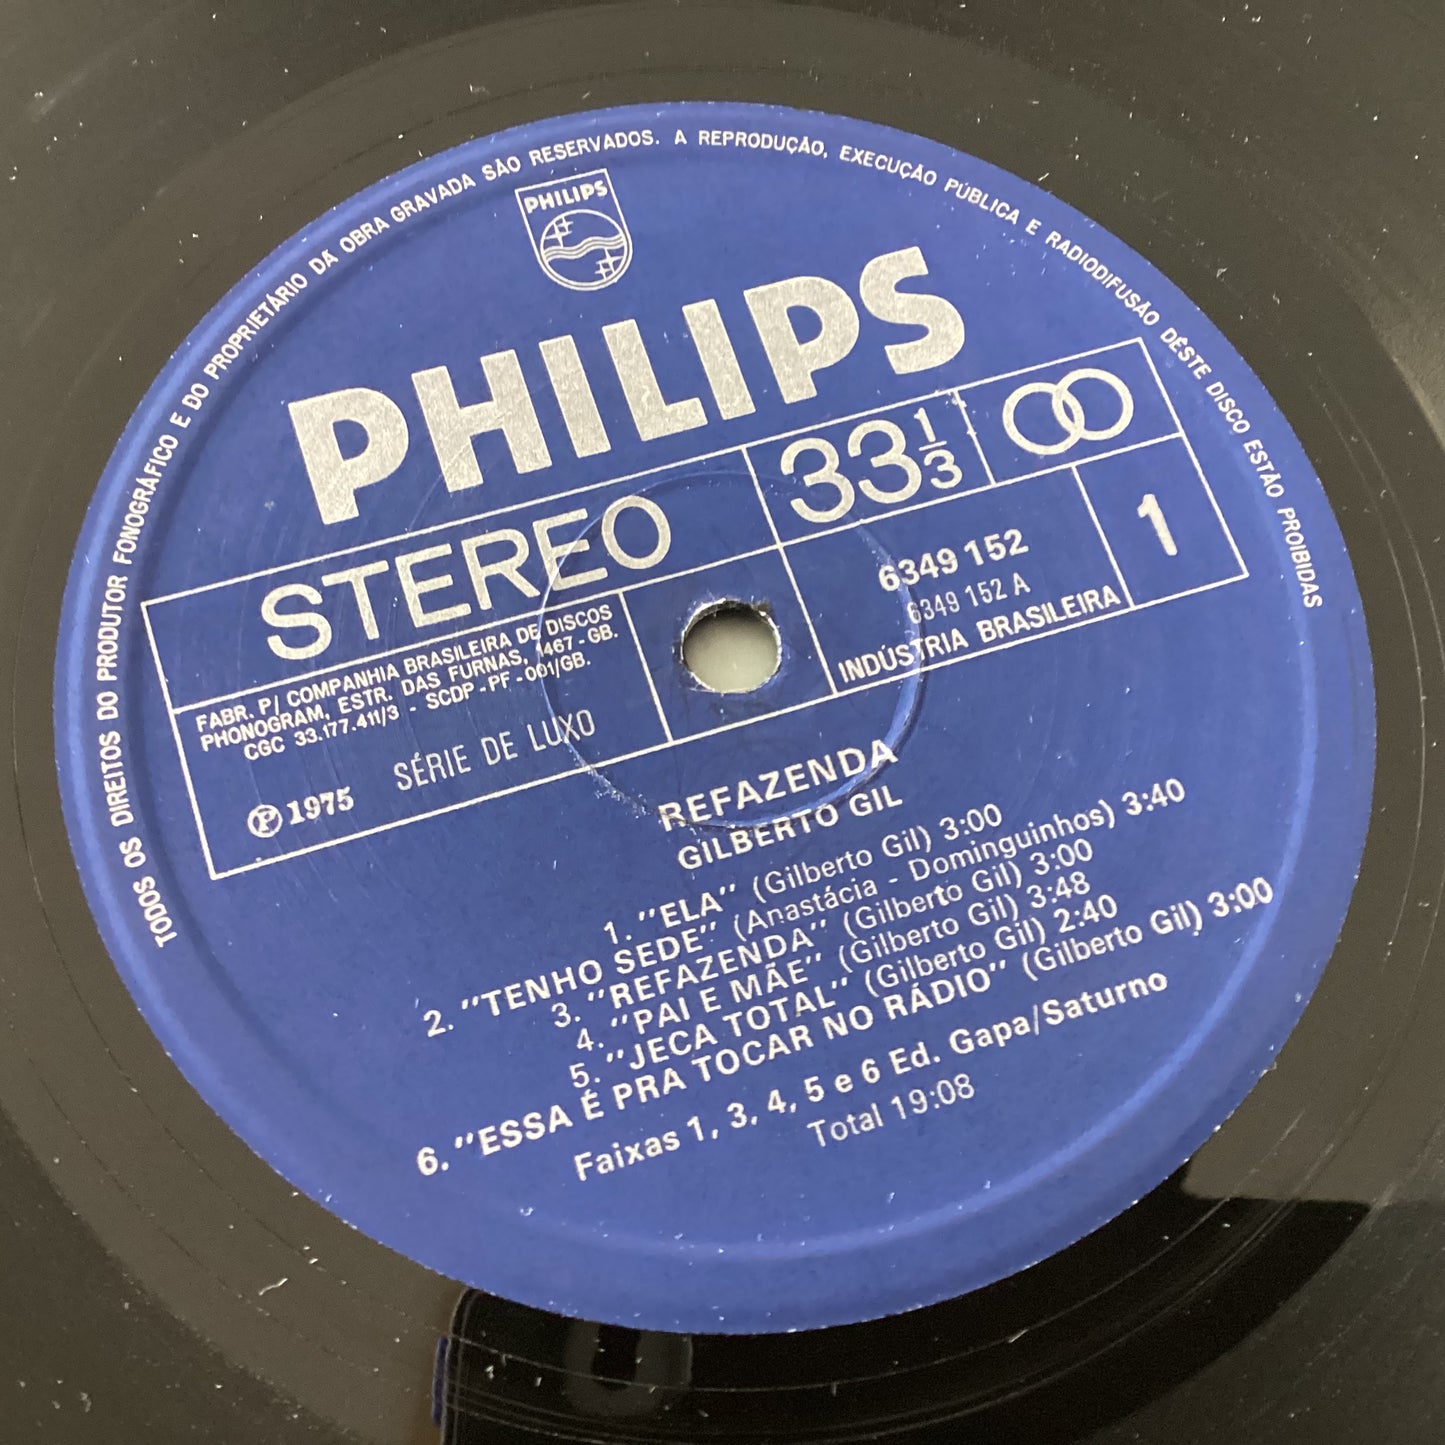 TODOS OS DIREITOS DO PRODUTOR FONOGRÁFICO E DO PROPRIETÁRIO DA OBRA GRAVADA SÃO RESERVADOS. A REPRODUÇÃO, EXECUÇÃO PÚBLICA E RADIODIFUSÃO DÊSTE DISCO ESTÃO PROIBIDAS
PHILIPS
PHILIPS
STEREO
33 1/3
FABR. P/ COMPANHIA BRASILEIRA DE DISCOS
PHONOGRAM, ESTR. DAS FURNAS, 1467-GB.
CGC 33.177.411/3 - SCDP-PF-001/GB.
℗ 1975
SÉRIE DE LUXO
6349 152
6349 152 A
INDÚSTRIA BRASILEIRA
1
REFAZENDA
GILBERTO GIL
1. "ELA" (Gilberto Gil) 3:00
2. "TENHO SEDE" (Anastácia - Dominguinhos) 3:40
3. "REFAZENDA" (Gilberto Gil) 3:00
4. "PAI E MÃE" (Gilberto Gil) 3:48
5. "JECA TOTAL" (Gilberto Gil) 2:40
6. "ESSA É PRA TOCAR NO RÁDIO" (Gilberto Gil) 3:00
Faixas 1, 3, 4, 5 e 6 Ed. Gapa/Saturno
Total 19:08